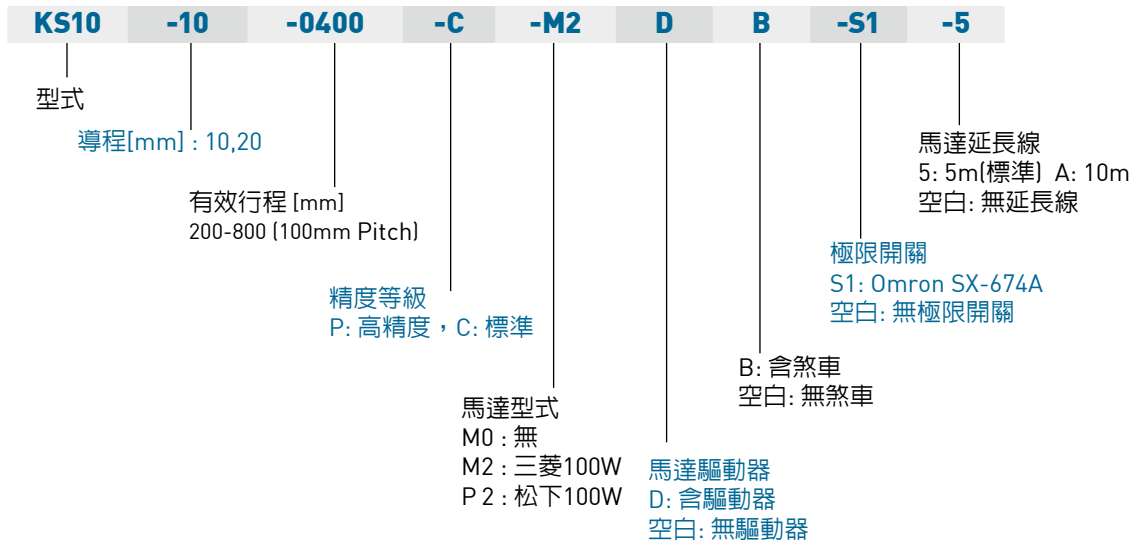 KS10 -10 -0400 -C -M2 D B -S1 -5
型式
導程[mm] : 10,20
有效行程 [mm]
200-800 (100mm Pitch)
精度等級
P: 高精度，C: 標準
馬達型式
M0 : 無
M2 : 三菱100W
P 2 : 松下100W
馬達驅動器
D: 含驅動器
空白: 無驅動器
B: 含煞車
空白: 無煞車
極限開關
S1: Omron SX-674A
空白: 無極限開關
馬達延長線
5: 5m(標準) A: 10m
空白: 無延長線